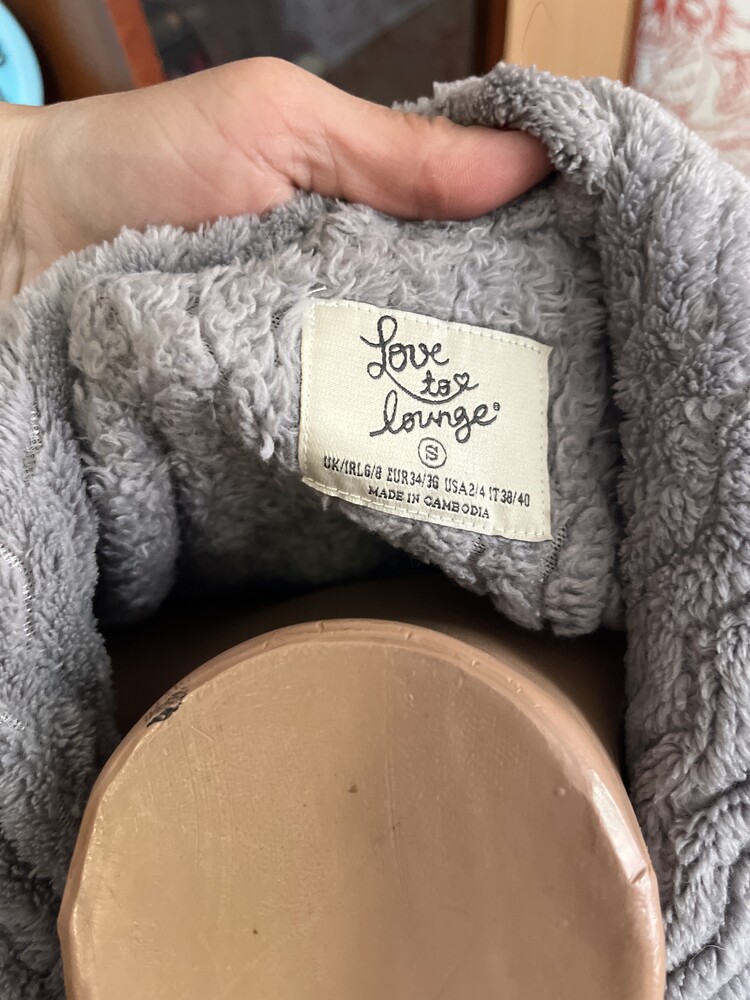 Love
to
lounge®
S
UK/IRL6/8 EUR34/36 USA2/4 IT38/40
MADE IN CAMBODIA